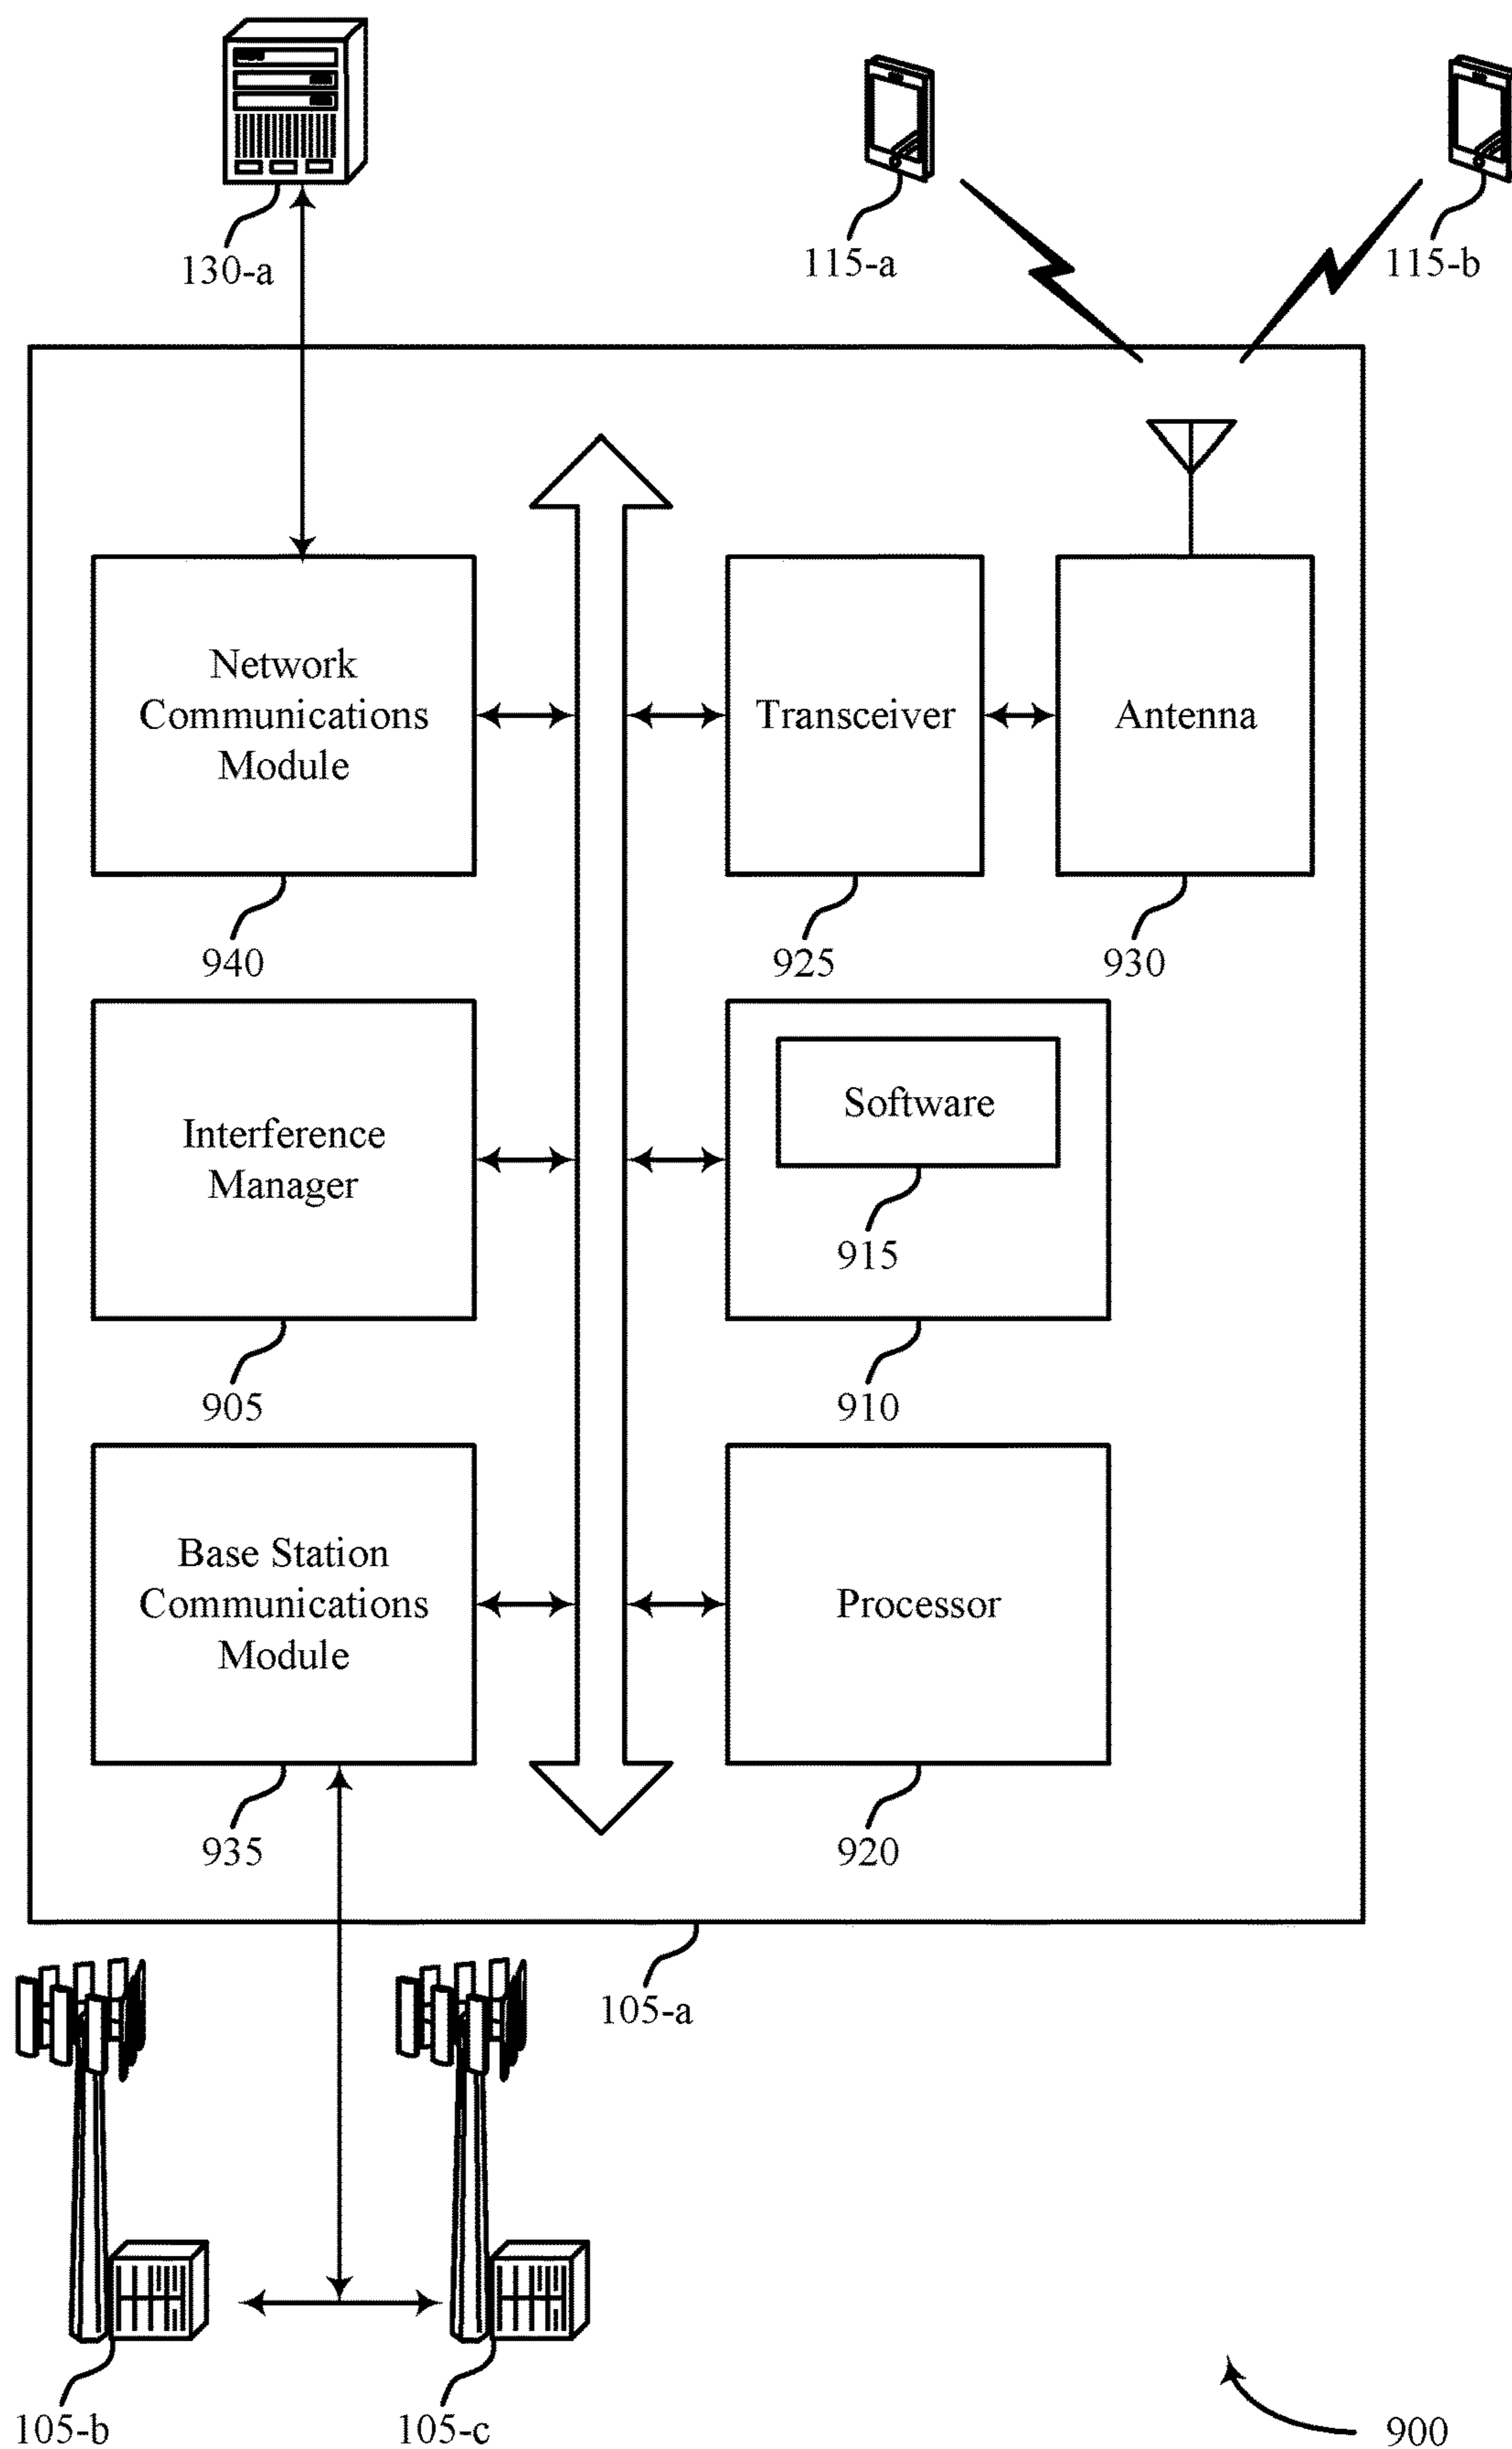 130-a
115-a
115-b
Network
Communications
Module
Transceiver
Antenna
940
925
930
Interference
Manager
Software
915
905
910
Base Station
Communications
Module
Processor
935
920
105-a
105-b
105-c
900